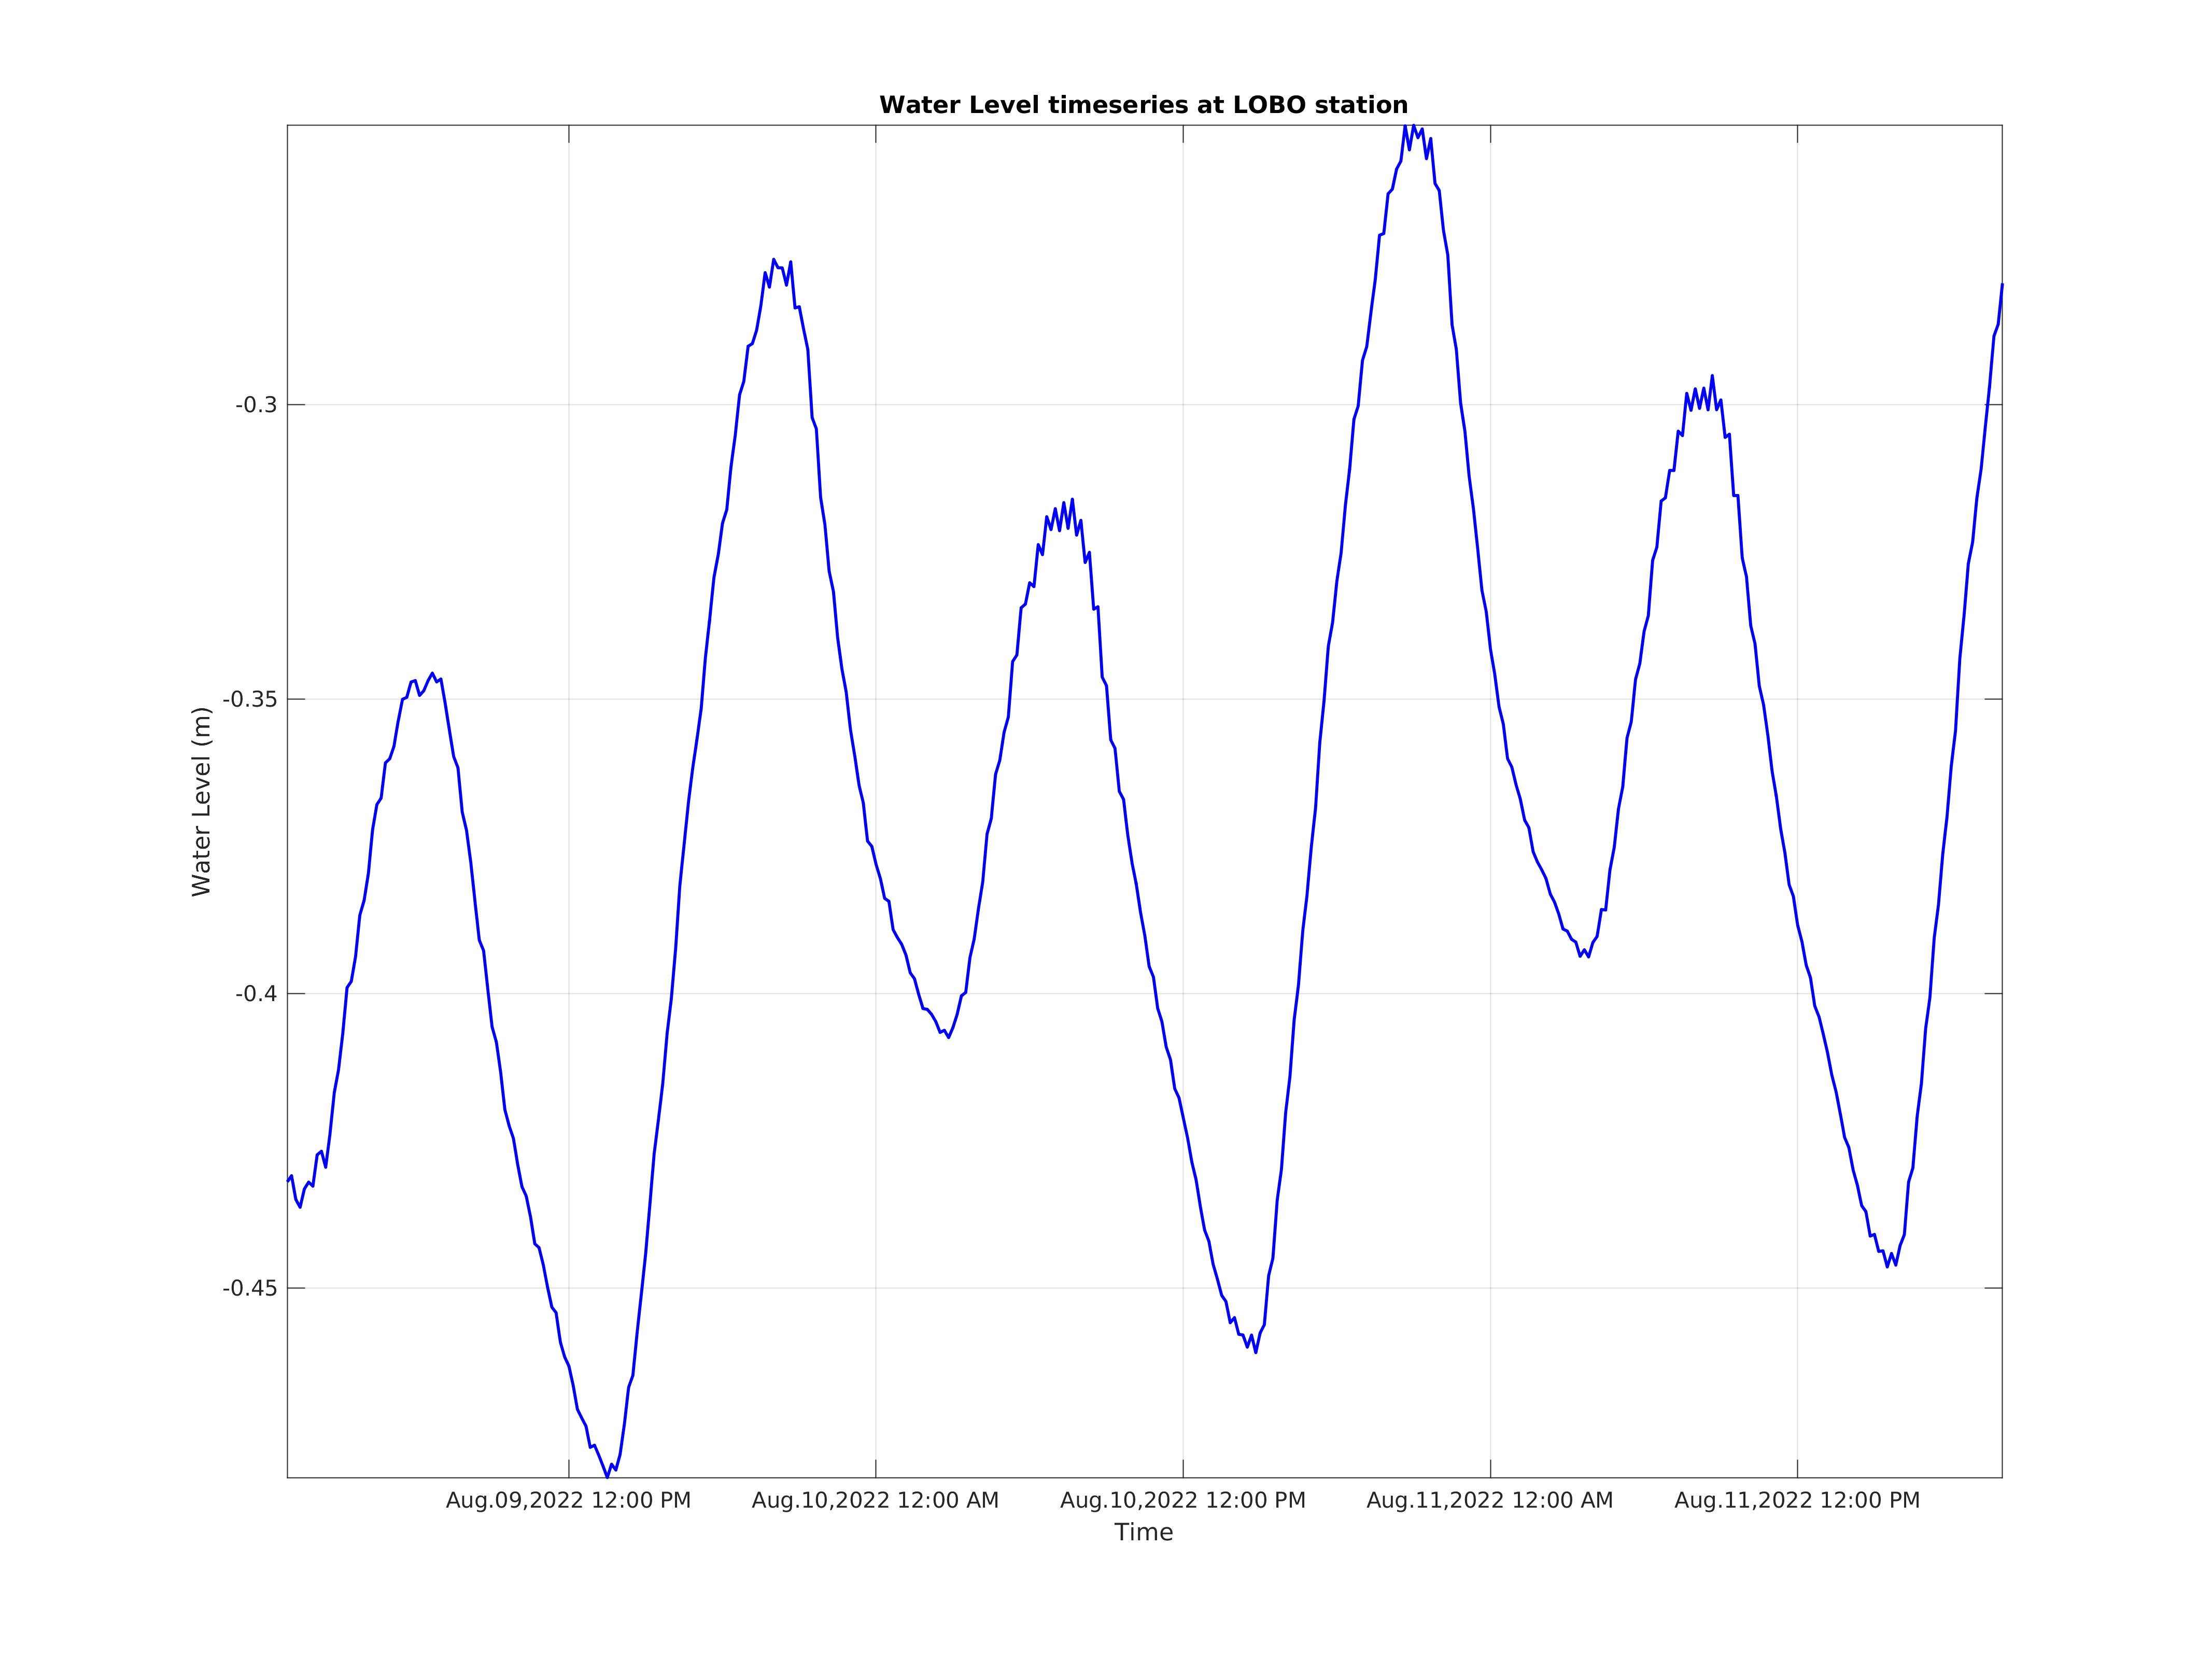 Water Level timeseries at LOBO station
-0.3
-0.35
-0.4
-0.45
Water Level (m)
Aug.09,2022 12:00 PM
Aug.10,2022 12:00 AM
Aug.10,2022 12:00 PM
Aug.11,2022 12:00 AM
Aug.11,2022 12:00 PM
Time